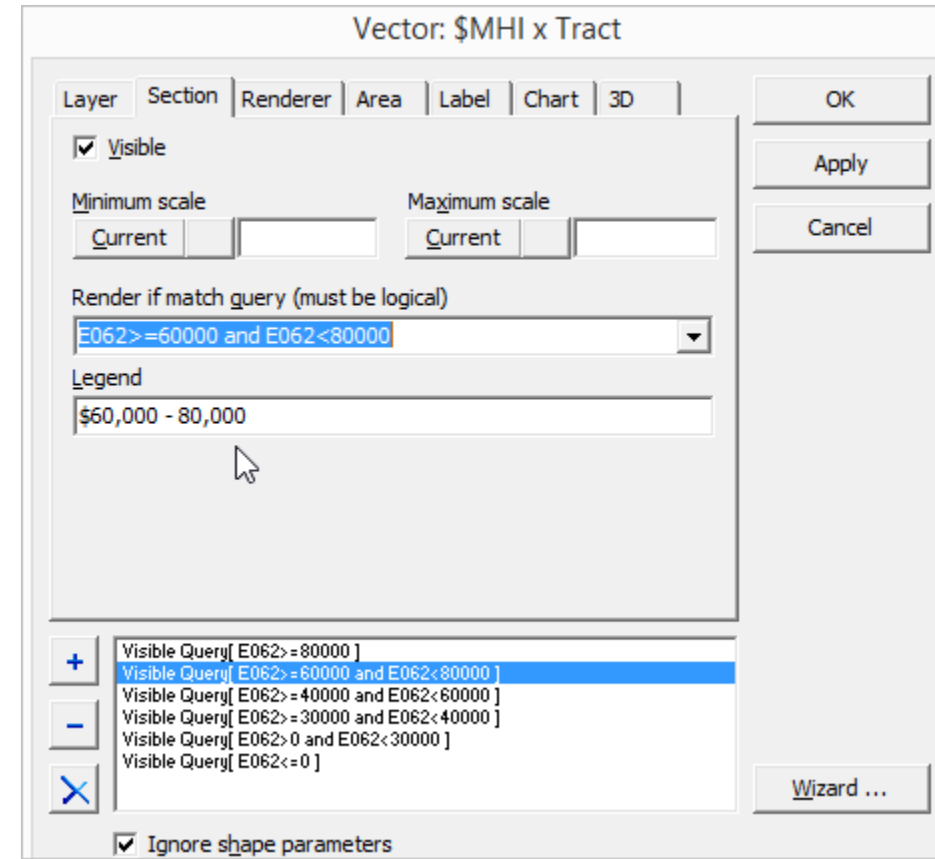 Vector: $MHI x Tract
Layer Section Renderer Area Label Chart 3D
OK
Visible
Apply
Minimum scale Maximum scale
Current Current
Cancel
Render if match query (must be logical)
E062>=60000 and E062<80000
Legend
$60,000 - 80,000
+
Visible Query[ E062>=80000 ]
Visible Query[ E062>=60000 and E062<80000 ]
Visible Query[ E062>=40000 and E062<60000 ]
Visible Query[ E062>=30000 and E062<40000 ]
Visible Query[ E062>0 and E062<30000 ]
Visible Query[ E062<=0 ]
−
Wizard ...
Ignore shape parameters